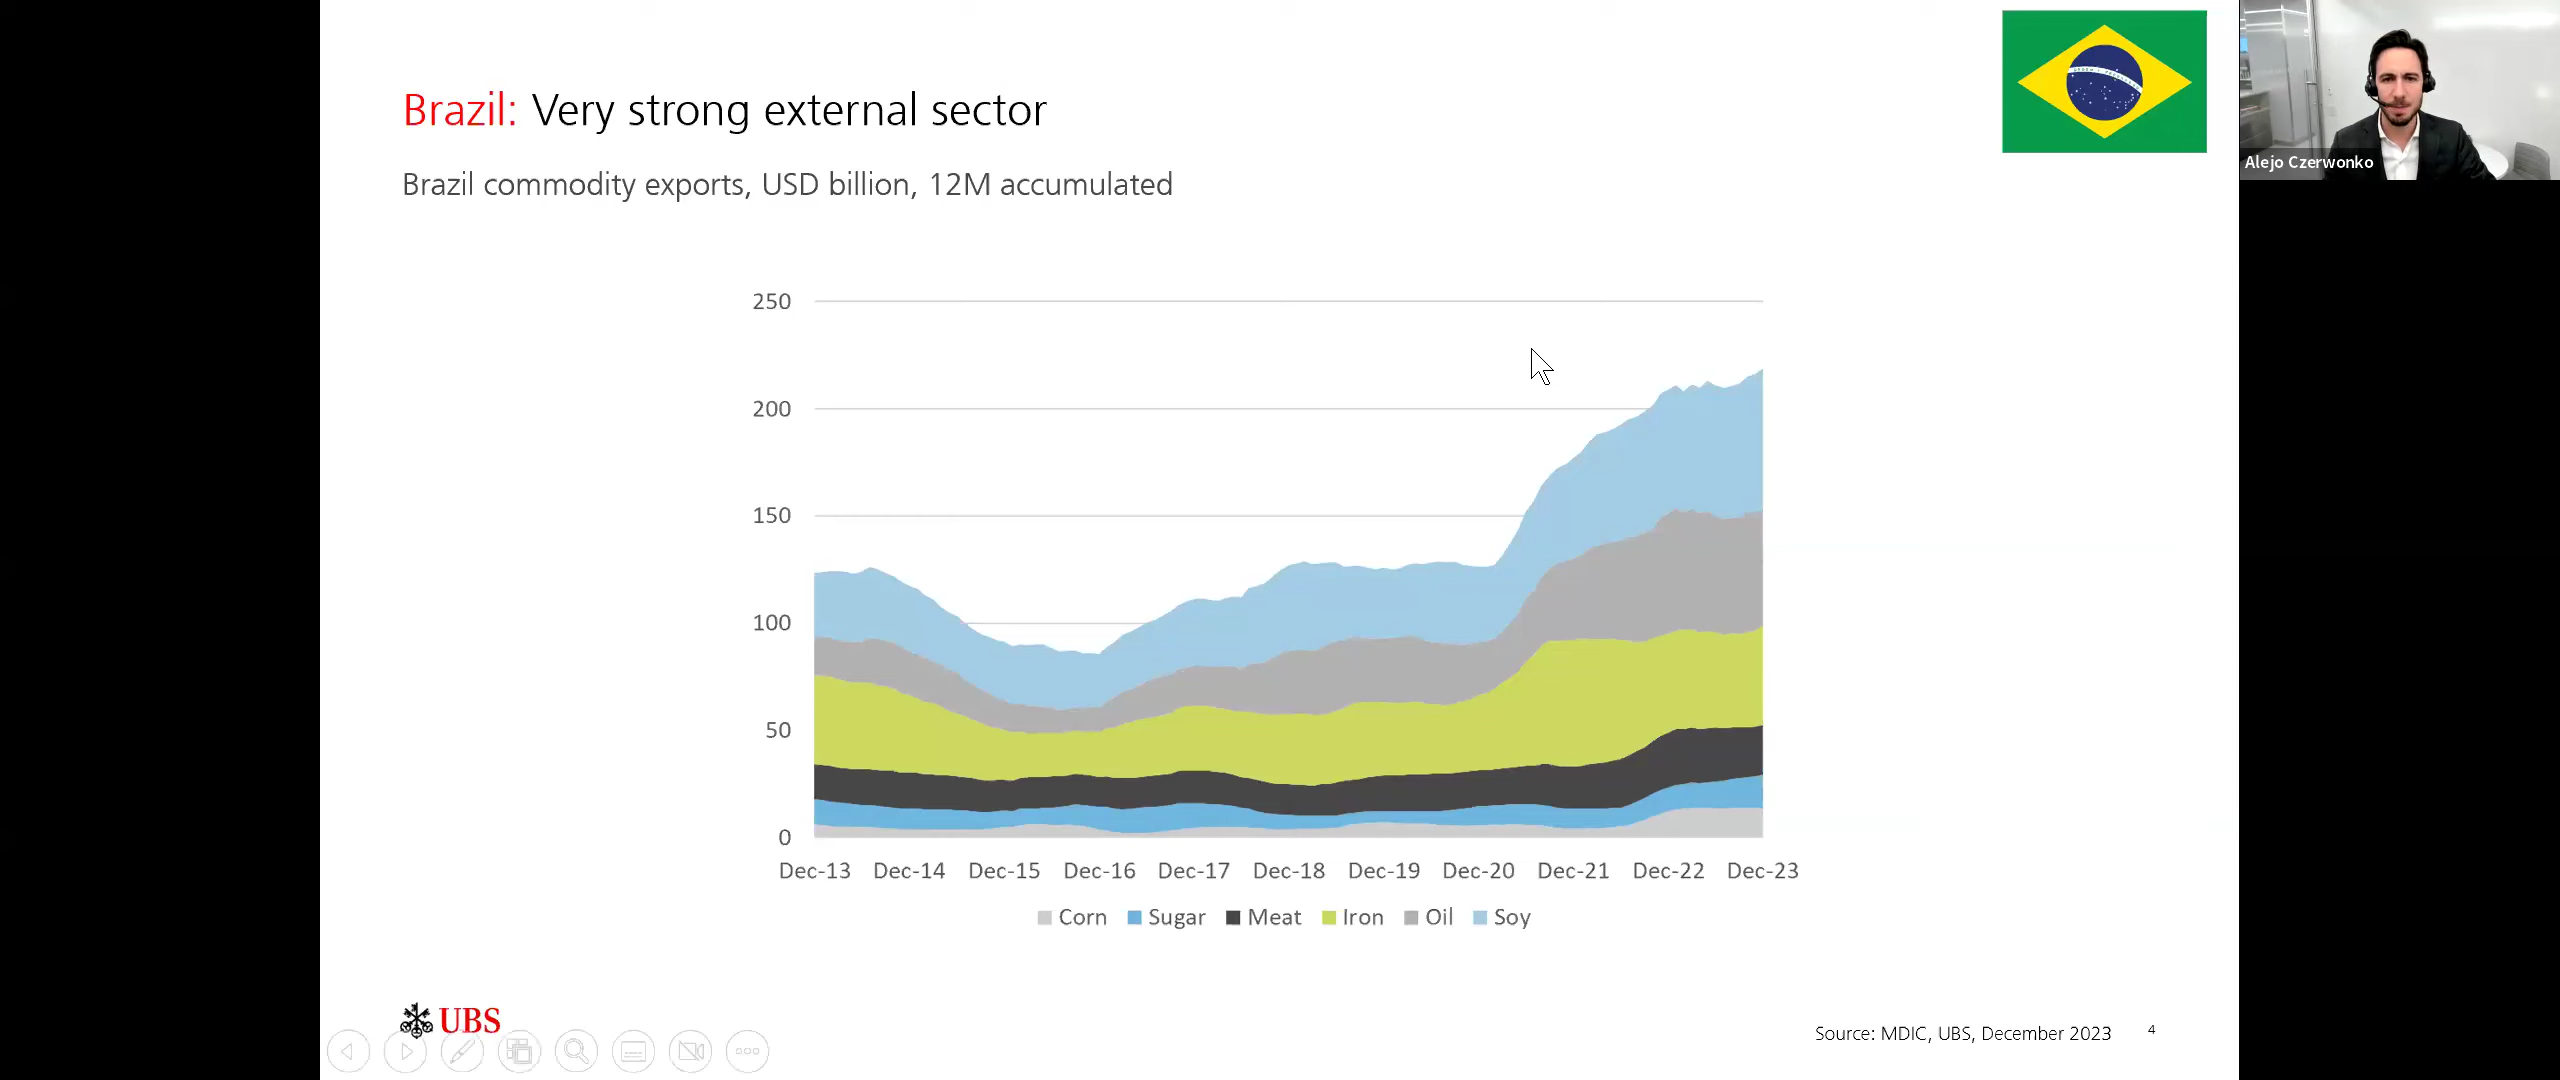 Brazil: Very strong external sector
Brazil commodity exports, USD billion, 12M accumulated
Alejo Czerwonko
250
200
150
100
50
0
Dec-13 Dec-14 Dec-15 Dec-16 Dec-17 Dec-18 Dec-19 Dec-20 Dec-21 Dec-22 Dec-23
Corn Sugar Meat Iron Oil Soy
UBS
Source: MDIC, UBS, December 2023 4